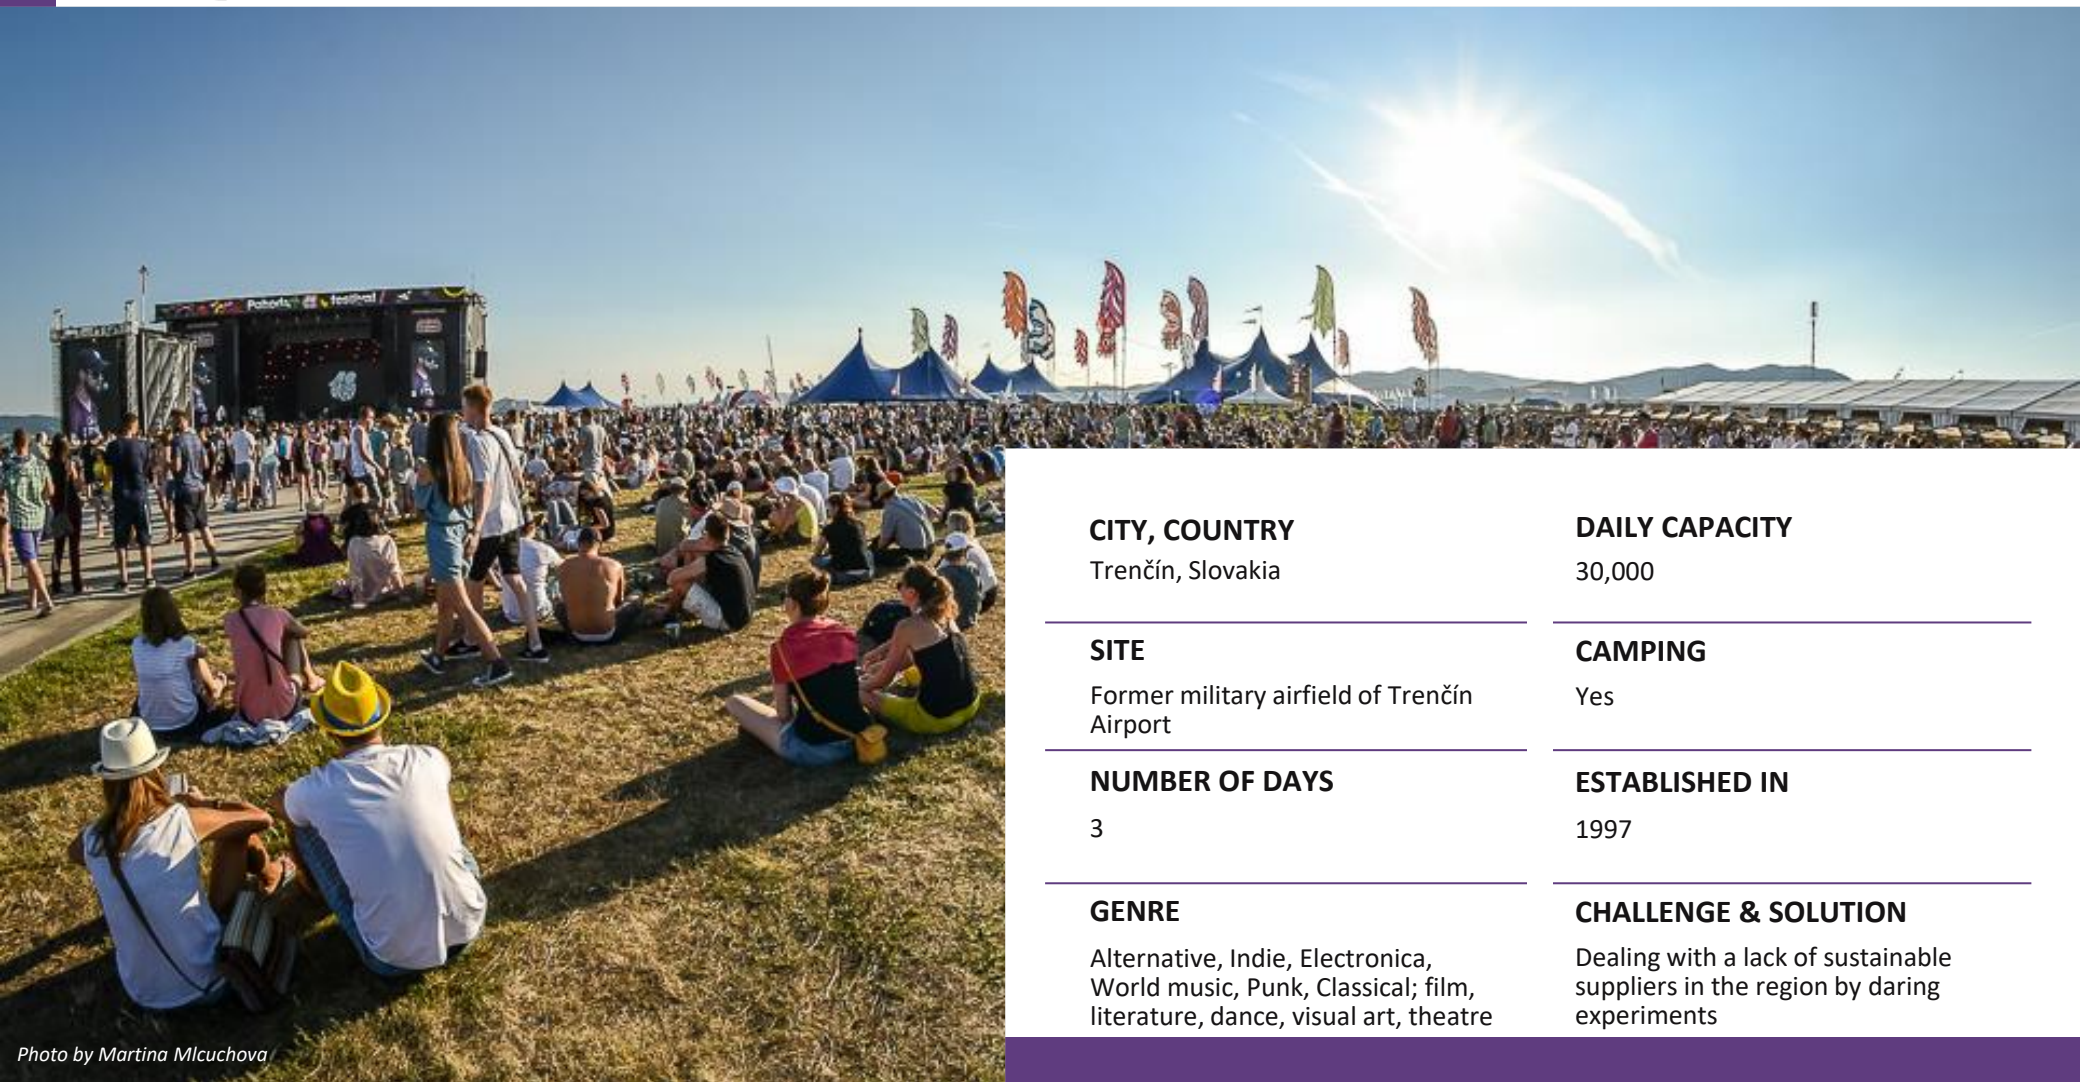 Pohoda festival
CITY, COUNTRY
Trenčín, Slovakia
DAILY CAPACITY
30,000
SITE
Former military airfield of Trenčín
Airport
CAMPING
Yes
NUMBER OF DAYS
3
ESTABLISHED IN
1997
GENRE
Alternative, Indie, Electronica,
World music, Punk, Classical; film,
literature, dance, visual art, theatre
CHALLENGE & SOLUTION
Dealing with a lack of sustainable
suppliers in the region by daring
experiments
Photo by Martina Mlcuchova